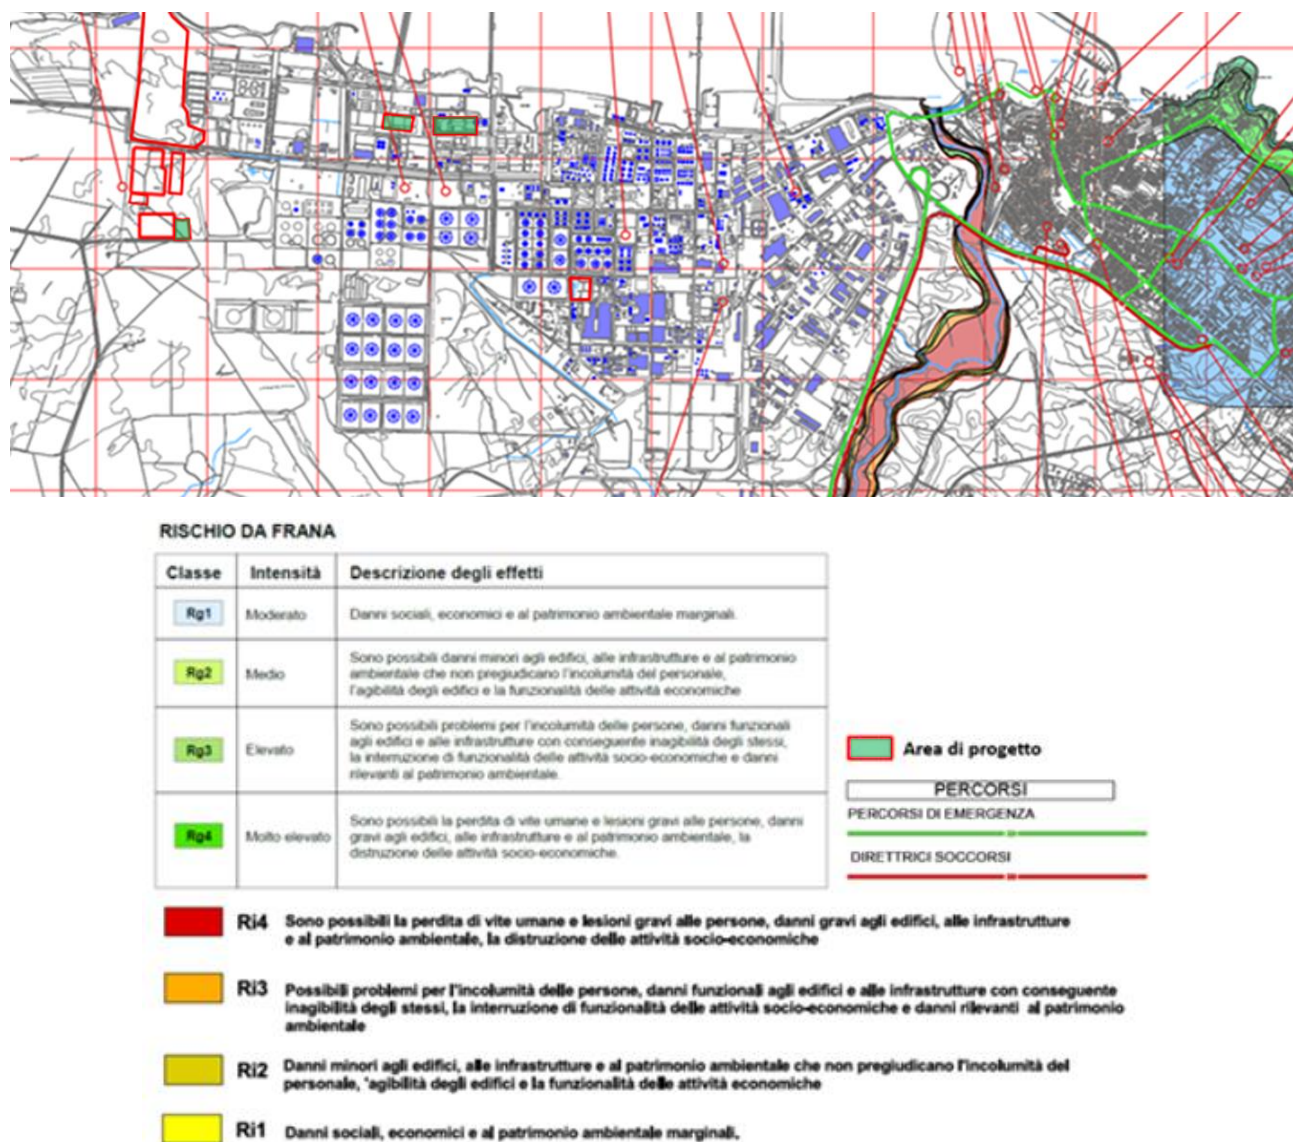 RISCHIO DA FRANA
Classe Intensità Descrizione degli effetti
Rg1 Moderato Danni sociali, economici e al patrimonio ambientale marginali.
Rg2 Medio Sono possibili danni minori agli edifici, alle infrastrutture e al patrimonio
ambientale che non pregiudicano l'incolumità del personale,
l'agibilità degli edifici e la funzionalità delle attività economiche
Rg3 Elevato Sono possibili problemi per l'incolumità delle persone, danni funzionali
agli edifici e alle infrastrutture con conseguente inagibilità degli stessi,
la interruzione di funzionalità delle attività socio-economiche e danni
rilevanti al patrimonio ambientale.
Rg4 Molto elevato Sono possibili la perdita di vite umane e lesioni gravi alle persone, danni
gravi agli edifici, alle infrastrutture e al patrimonio ambientale, la
distruzione delle attività socio-economiche.
Area di progetto
PERCORSI
PERCORSI DI EMERGENZA
DIRETTRICI SOCCORSI
Ri4 Sono possibili la perdita di vite umane e lesioni gravi alle persone, danni gravi agli edifici, alle infrastrutture
e al patrimonio ambientale, la distruzione delle attività socio-economiche
Ri3 Possibili problemi per l'incolumità delle persone, danni funzionali agli edifici e alle infrastrutture con conseguente
inagibilità degli stessi, la interruzione di funzionalità delle attività socio-economiche e danni rilevanti al patrimonio
ambientale
Ri2 Danni minori agli edifici, alle infrastrutture e al patrimonio ambientale che non pregiudicano l'incolumità del
personale, 'agibilità degli edifici e la funzionalità delle attività economiche
Ri1 Danni sociali, economici e al patrimonio ambientale marginali,